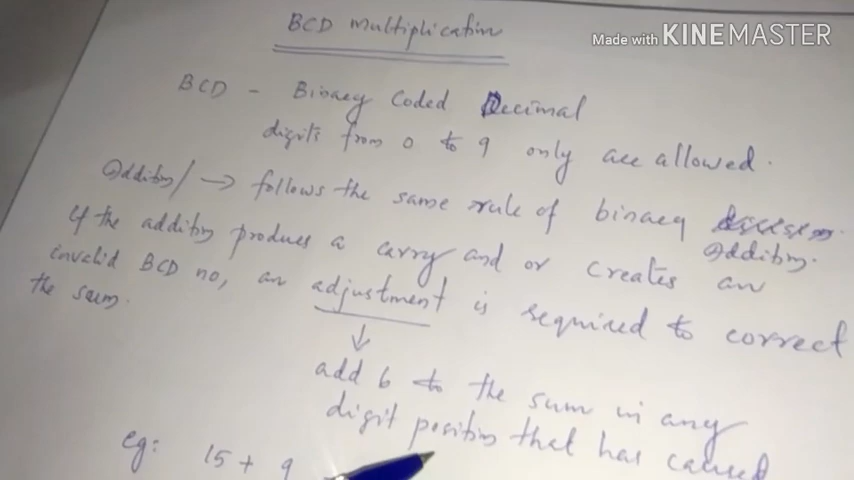 BCD multiplication
Made with KINEMASTER
BCD - Binary Coded Decimal
digits from 0 to 9 only are allowed.
Addition/ → follows the same rule of binary
addition.
If the addition produces a carry and or creates an
invalid BCD no, an adjustment is required to correct
the sum.
↓
add 6 to the sum in any
digit position that has caused
eg: 15 + 9